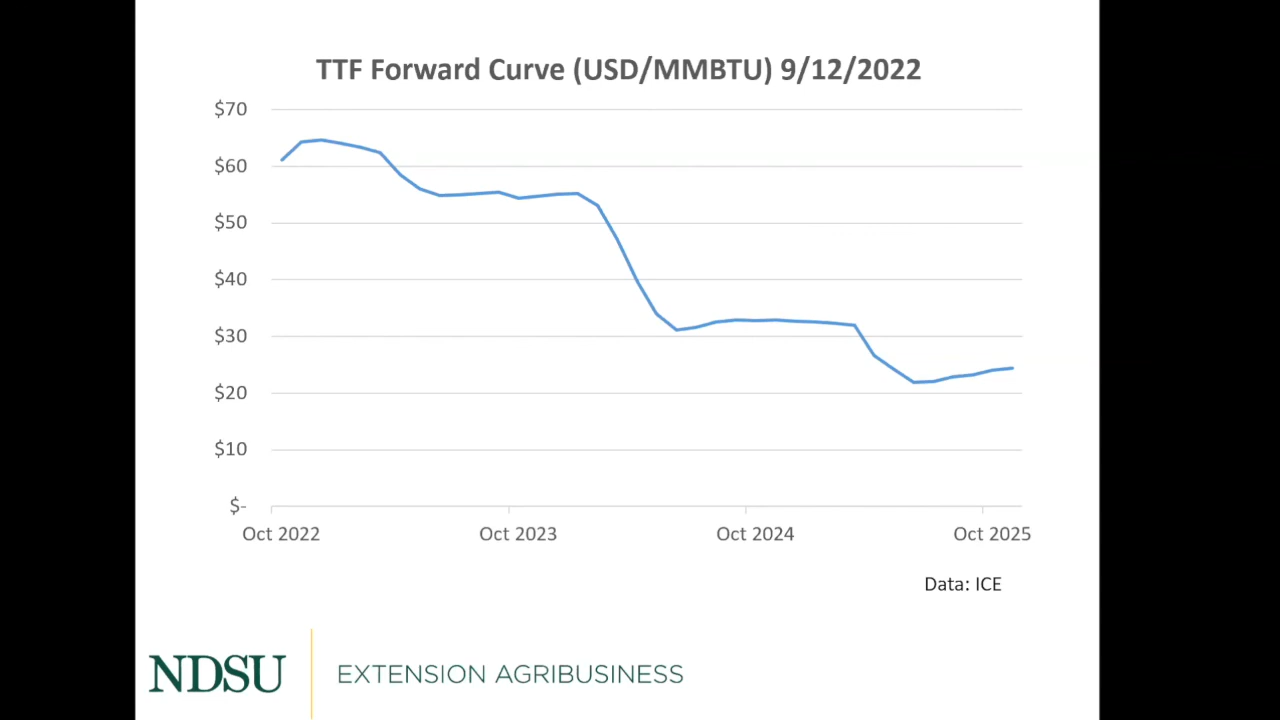 TTF Forward Curve (USD/MMBTU) 9/12/2022
$70
$60
$50
$40
$30
$20
$10
$-
Oct 2022 Oct 2023 Oct 2024 Oct 2025
Data: ICE
NDSU EXTENSION AGRIBUSINESS